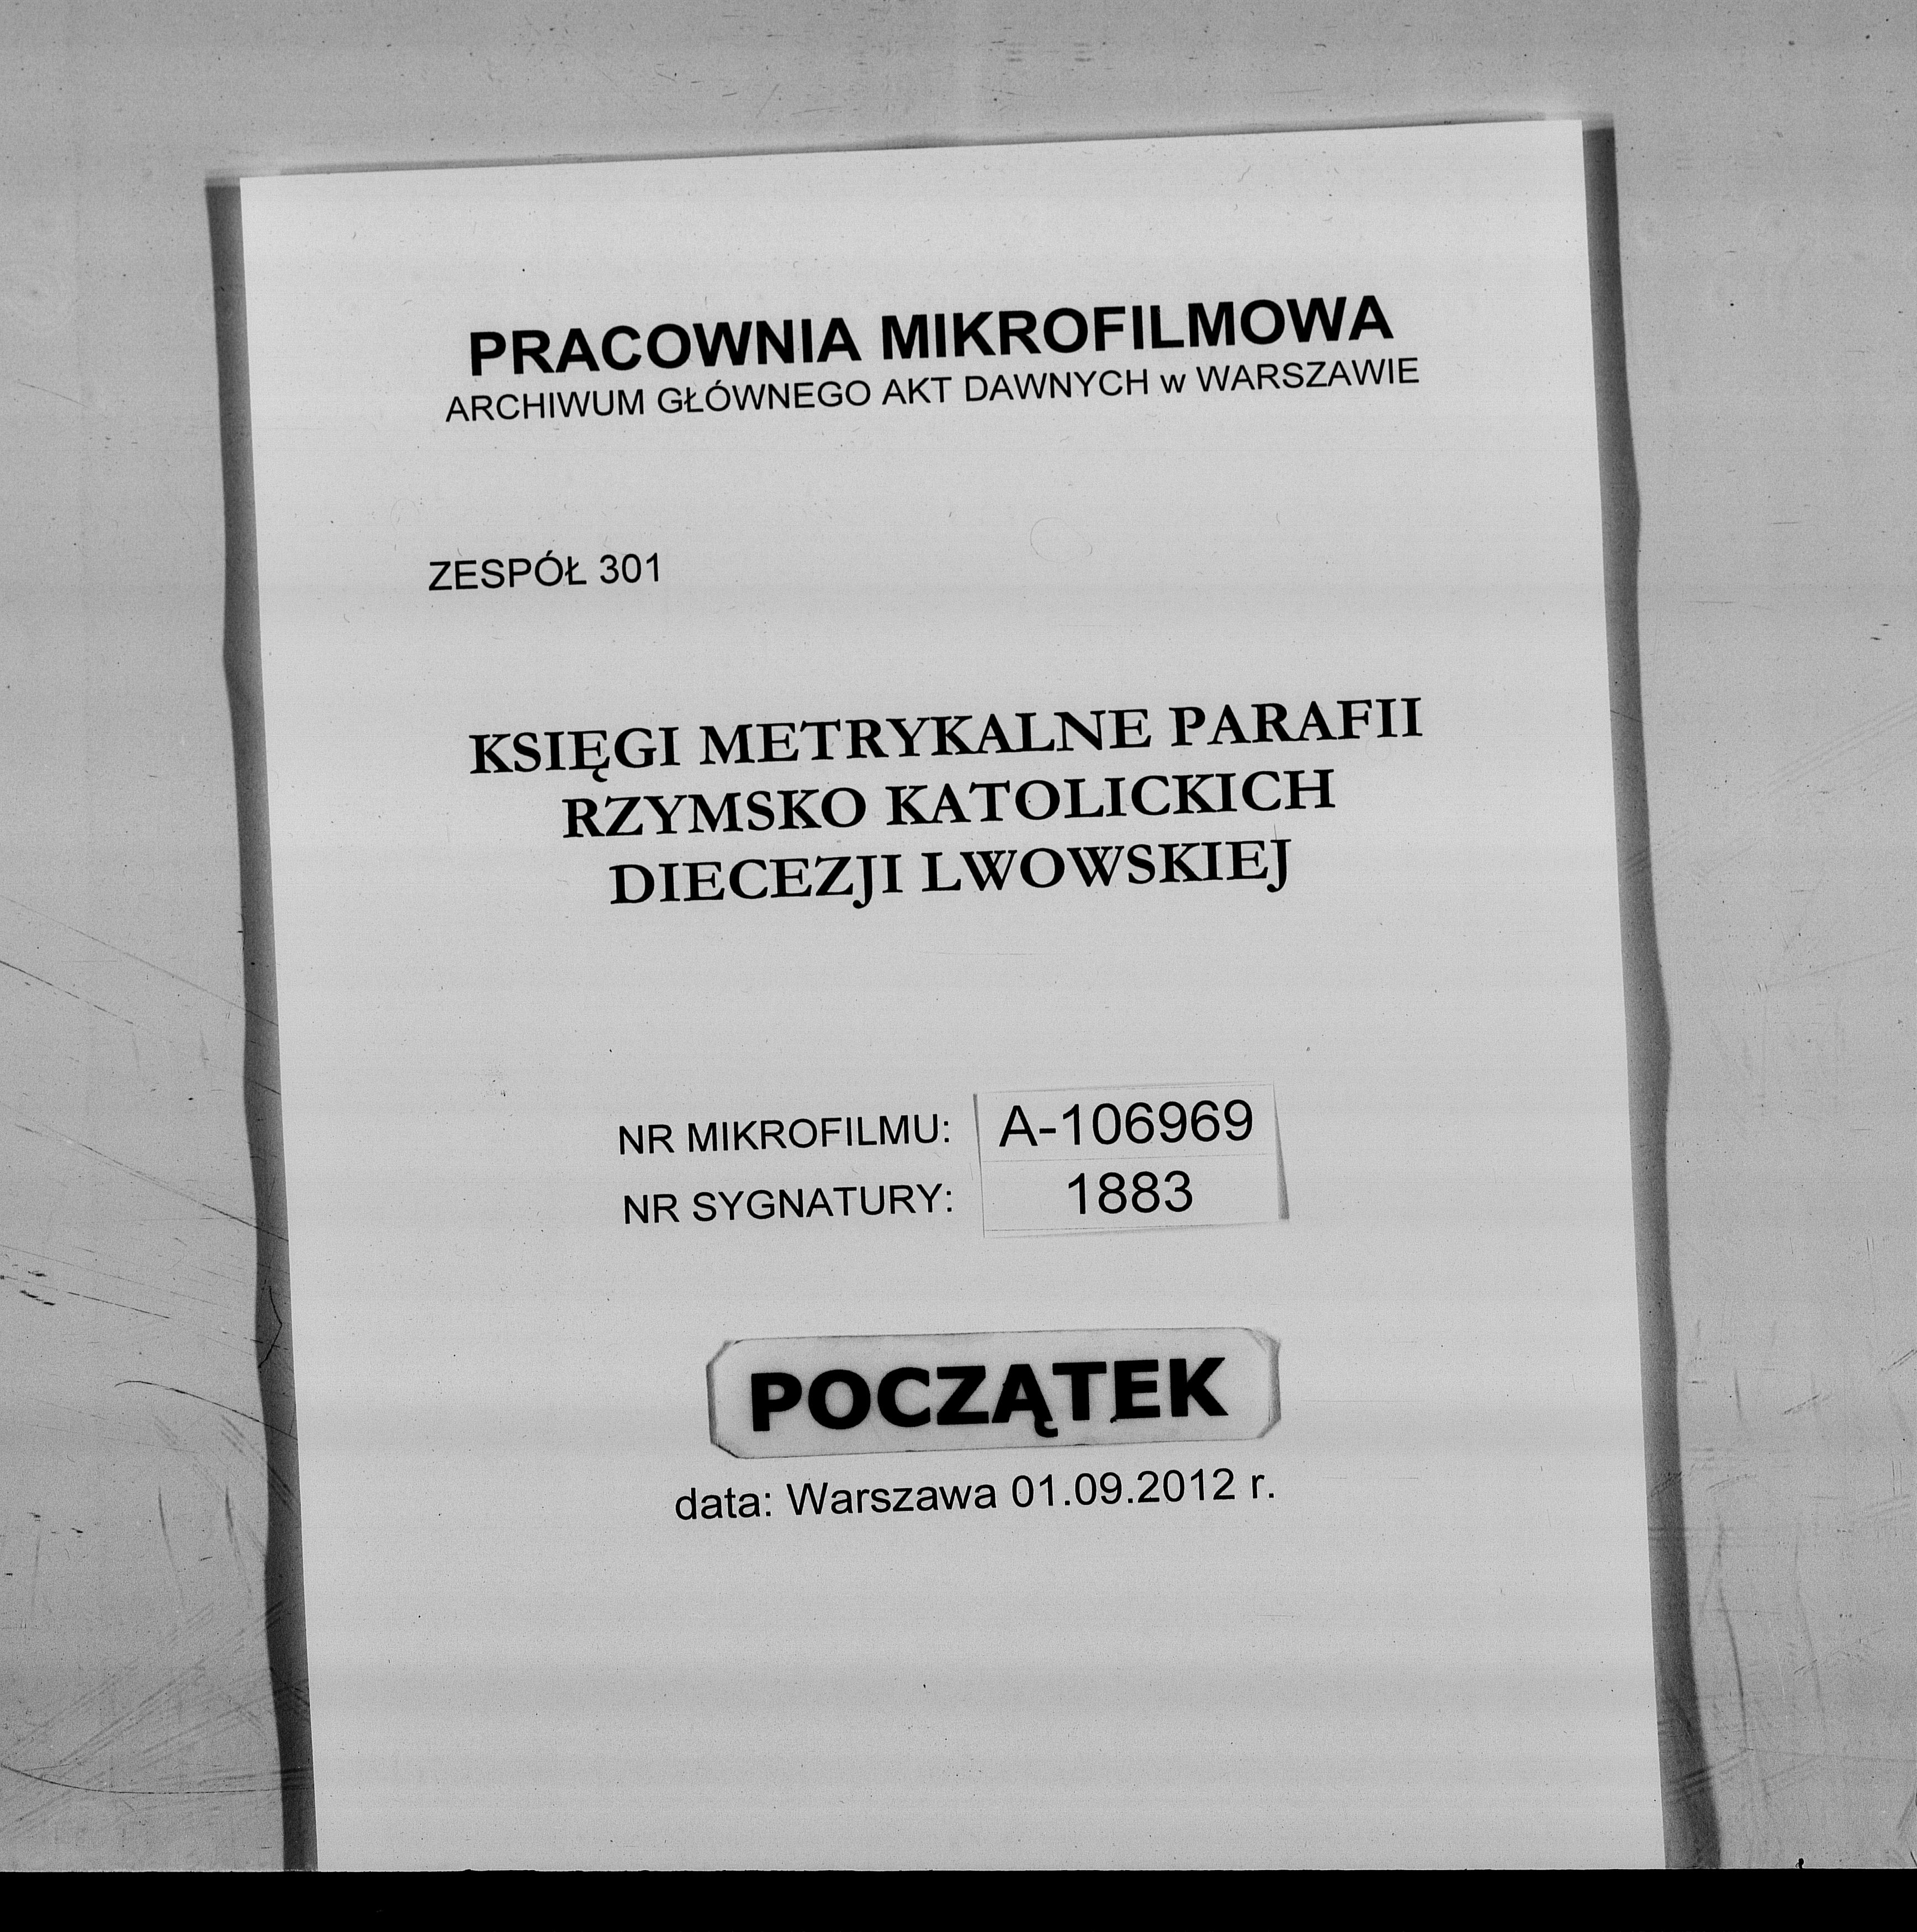 PRACOWNIA MIKROFILMOWA
ARCHIWUM GŁÓWNEGO AKT DAWNYCH w WARSZAWIE
ZESPÓŁ 301
KSIĘGI METRYKALNE PARAFII
RZYMSKO KATOLICKICH
DIECEZJI LWOWSKIEJ
NR MIKROFILMU: A-106969
NR SYGNATURY: 1883
POCZĄTEK
data: Warszawa 01.09.2012 r.